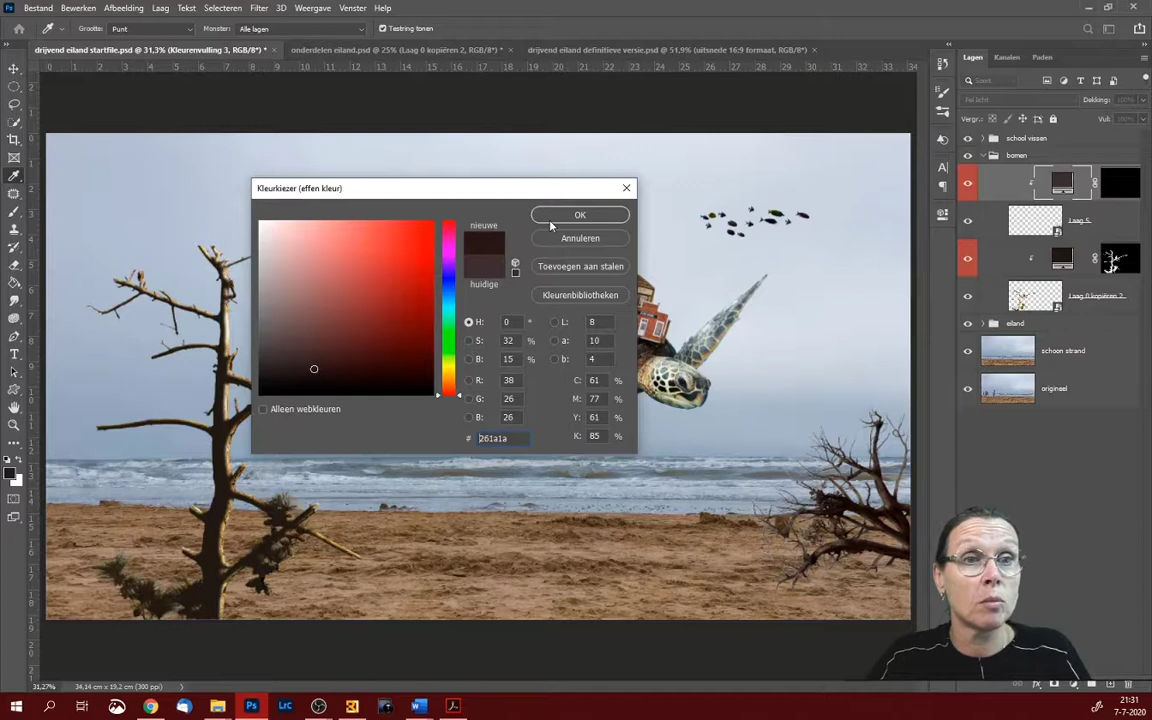 Bestand Bewerken Afbeelding Laag Tekst Selecteren Filter 3D Weergave Venster Help
Grootte: Punt Monster: Alle lagen Testring tonen
drijvend eiland startfile.psd @ 31,3% (Kleurenvulling 3, RGB/8*) * × onderdelen eiland.psd @ 25% (Laag 0 kopiëren 2, RGB/8*) * × drijvend eiland definitieve versie.psd @ 51,9% (uitsnede 16:9 formaat, RGB/8*) ×
Lagen Kanalen Paden
Soort
Fel licht Dekking: 100%
Vergr.: Vul: 100%
school vissen
bomen
Laag 5
Laag 0 kopiëren 2
eiland
schoon strand
origineel
Kleurkiezer (effen kleur)
nieuwe
huidige
OK
Annuleren
Toevoegen aan stalen
Kleurenbibliotheken
H: 0 ° L: 8
S: 32 % a: 10
B: 15 % b: 4
R: 38 C: 61 %
G: 26 M: 77 %
B: 26 Y: 61 %
# 261a1a K: 85 %
Alleen webkleuren
31,27% 34,14 cm x 19,2 cm (300 ppi)
Ps Lrc
21:31
7-7-2020